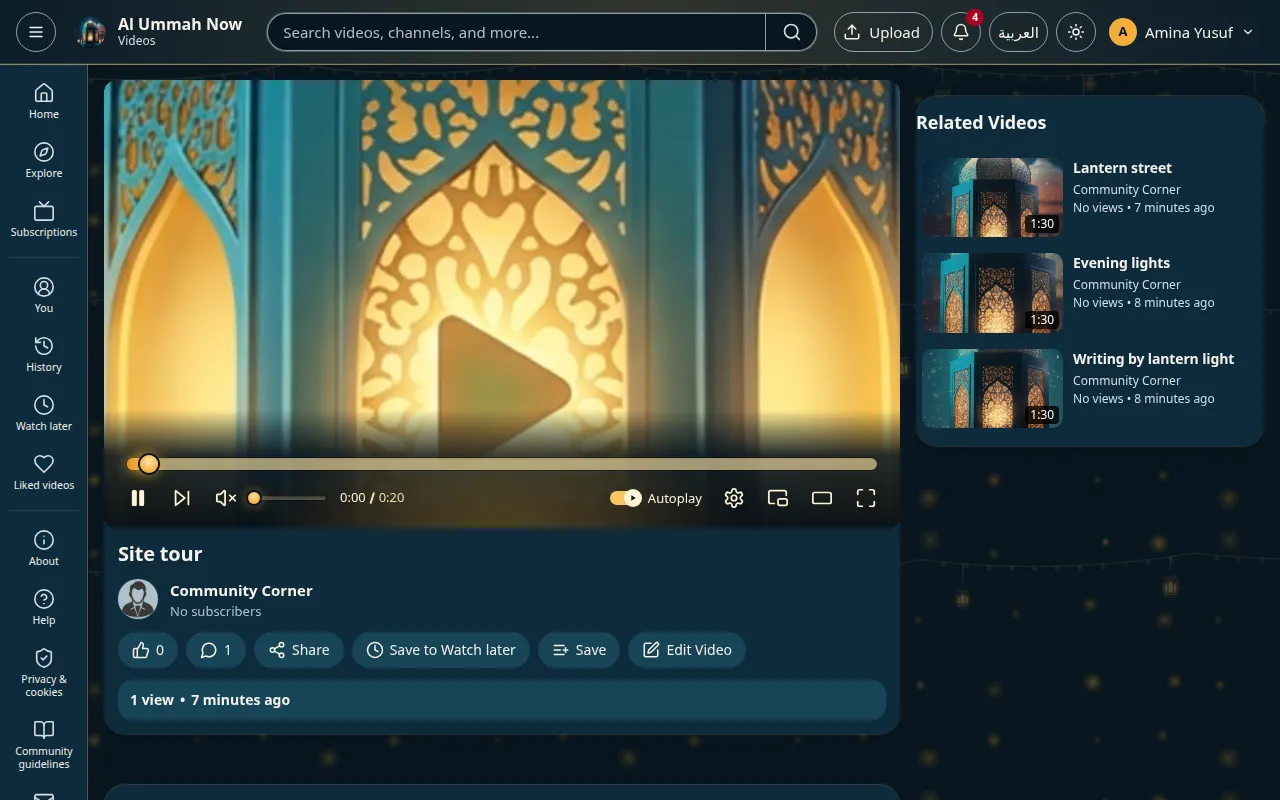 Al Ummah Now
Videos
Search videos, channels, and more...
Upload
4
العربية
A
Amina Yusuf
Home
Explore
Subscriptions
You
History
Watch later
Liked videos
About
Help
Privacy &
cookies
Community
guidelines
0:00 / 0:20
Autoplay
Site tour
Community Corner
No subscribers
0
1
Share
Save to Watch later
Save
Edit Video
1 view • 7 minutes ago
Related Videos
Lantern street
Community Corner
No views • 7 minutes ago
1:30
Evening lights
Community Corner
No views • 8 minutes ago
1:30
Writing by lantern light
Community Corner
No views • 8 minutes ago
1:30